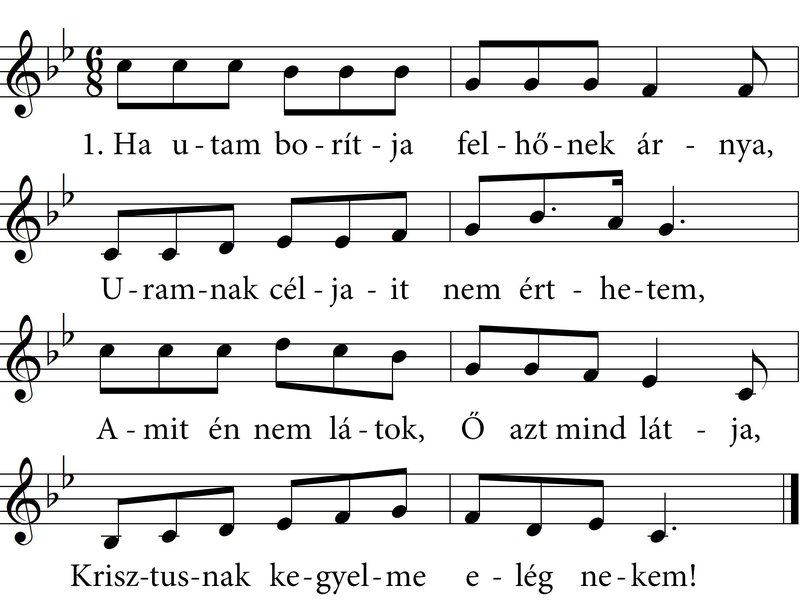 6
8
1. Ha u - tam bo - rít - ja fel - hő - nek ár - nya,
U - ram - nak cél - ja - it nem ért - he - tem,
A - mit én nem lá - tok, Ő azt mind lát - ja,
Krisz - tus - nak ke - gyel - me e - lég ne - kem!